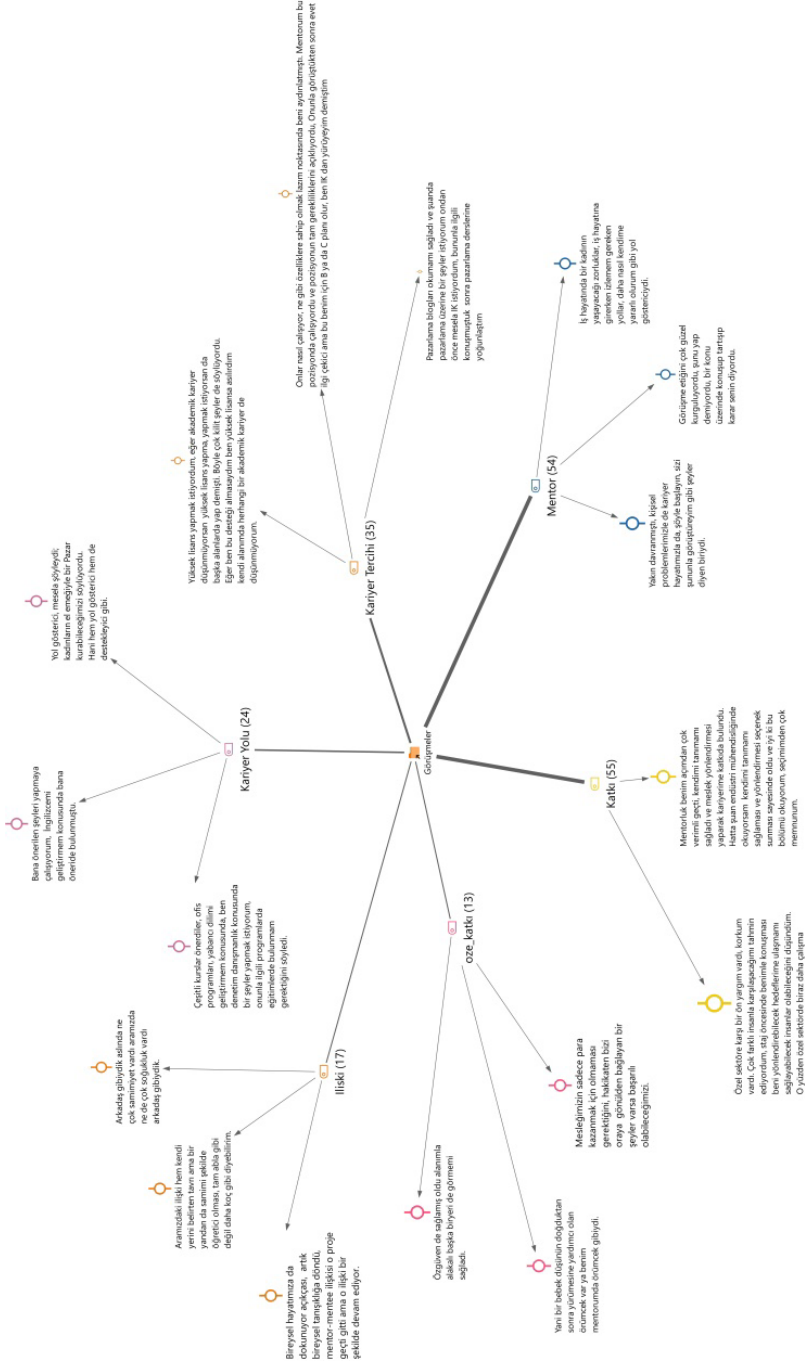 Onlar nasıl çalışıyor, ne gibi özelliklere sahip olmak lazım noktasında beni aydınlatmıştı. Mentorum bu
pozisyonda çalışıyordu ve pozisyonun tam gerekliliklerini açıklıyordu, Onunla görüştükten sonra evet
ilgi çekici ama bu benim için B ya da C planı olur, ben IK dan yürüyeyim demiştim
Pazarlama blogları okumamı sağladı ve şuanda
pazarlama üzerine bir şeyler istiyorum ondan
önce mesela IK istiyordum, bununla ilgili
konuşmuştuk sonra pazarlama derslerine
yoğunlaştım
Yüksek lisans yapmak istiyordum, eğer akademik kariyer
düşünmüyorsan yüksek lisans yapma, yapmak istiyorsan da
başka alanlarda yap demişti. Böyle çok kilit şeyler de söylüyordu.
Eğer ben bu desteği almasaydım ben yüksek lisansa asılırdım
kendi alanımda herhangi bir akademik kariyer de
düşünmüyorum.
Kariyer Tercihi (35)
İş hayatında bir kadının
yaşayacağı zorluklar, iş hayatına
girerken izlemem gereken
yollar, daha nasıl kendime
yararlı olurum gibi yol
göstericiydi.
Görüşme ettiğini çok güzel
kurguluyordu, şunu yap
demiyordu, bir konu
üzerinde konuşup tartışıp
karar senin diyordu.
Yakın davranmıştı, kişisel
problemlerimizle de kariyer
hayatımızla da, şöyle başlayın, sizi
şununla görüştüreyim gibi şeyler
diyen biriydi.
Mentor (54)
Yol gösterici, mesela şöyleydi;
kadınların el emeğiyle bir Pazar
kurabileceğimizi söylüyordu.
Hani hem yol gösterici hem de
destekleyici gibi.
Bana önerilen şeyleri yapmaya
çalışıyorum, İngilizcemi
geliştirmem konusunda bana
öneride bulunmuştu.
Çeşitli kurslar önerdiler, ofis
programları, yabancı dilimi
geliştirmem konusunda, ben
denetim danışmanlık konusunda
bir şeyler yapmak istiyorum,
onunla ilgili programlarda
eğitimlerde bulunmam
gerektiğini söyledi.
Kariyer Yolu (24)
Görüşmeler
Katkı (55)
Mentorluk benim açımdan çok
verimli geçti, kendimi tanımamı
sağladı ve meslek yönlendirmesi
yaparak kariyerime katkıda bulundu.
Hatta şuan endüstri mühendisliğinde
okuyorsam kendimi tanımamı
sağlaması ve yönlendirmesi seçenek
sunması sayesinde oldu ve iyi ki bu
bölümü okuyorum, seçimimden çok
memnunum.
Özel sektöre karşı bir ön yargım vardı, korkum
vardı. Çok farklı insanla karşılaşacağımı tahmin
ediyordum, staj öncesinde benimle konuşması
beni yönlendirebilecek hedeflerime ulaşmamı
sağlayabilecek insanlar olabileceğini düşündüm.
O yüzden özel sektörde biraz daha çalışma
Iliski (17)
Arkadaş gibiydik aslında ne
çok samimiyet vardı aramızda
ne de çok soğukluk vardı
arkadaş gibiydik.
Aramızdaki ilişki hem kendi
yerini belirten tavrı ama bir
yandan da samimi şekilde
öğretici olması, tam abla gibi
değil daha koç gibi diyebilirim.
Bireysel hayatımıza da
dokunuyor açıkçası, artık
bireysel tanışıklığa döndü,
mentor-mentee ilişkisi o proje
geçti gitti ama o ilişki bir
şekilde devam ediyor.
oze_katkı (13)
Mesleğimizin sadece para
kazanmak için olmaması
gerektiğini, hakikaten bizi
oraya gönülden bağlayan bir
şeyler varsa başarılı
olabileceğimizi.
Özgüven de sağlamış oldu alanımla
alakalı başka biryeri de görmemi
sağladı.
Yani bir bebek düşünün doğduktan
sonra yürümesine yardımcı olan
örümcek var ya benim
mentorumda örümcek gibiydi.